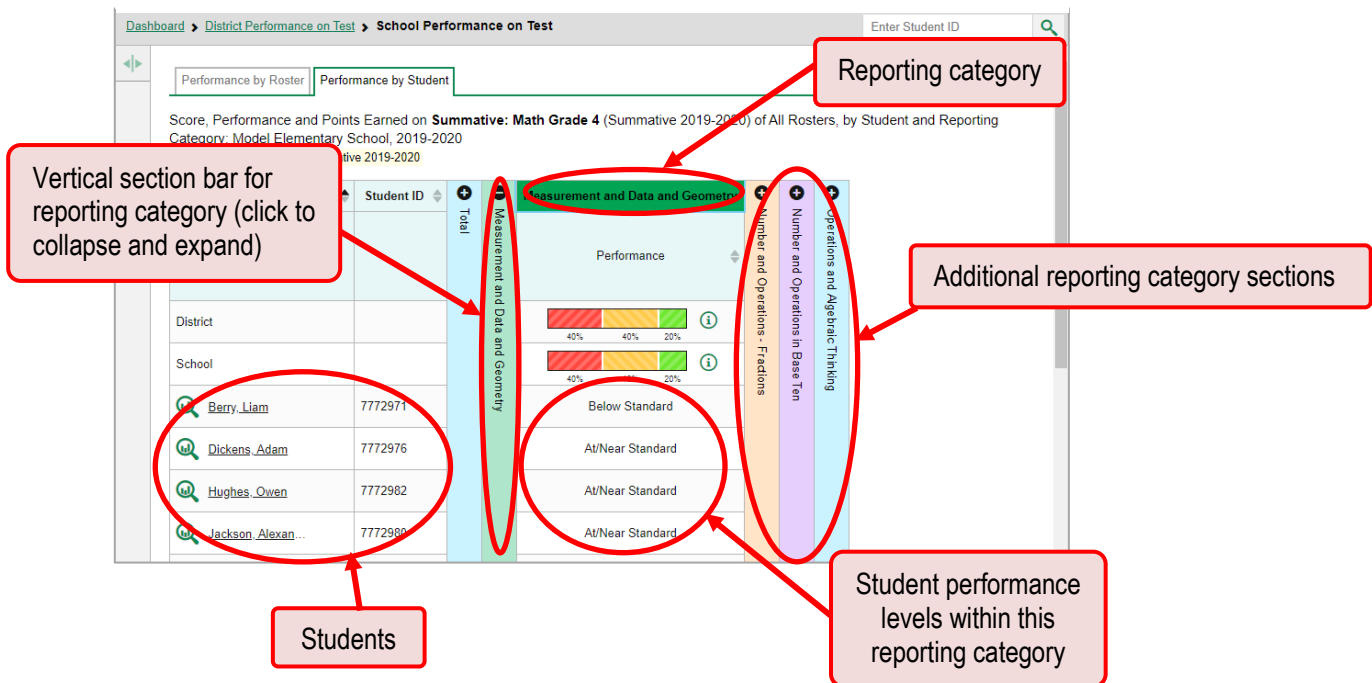 Dashboard > District Performance on Test > School Performance on Test
Enter Student ID
Performance by Roster
Performance by Student
Reporting category
Score, Performance and Points Earned on Summative: Math Grade 4 (Summative 2019-2020) of All Rosters, by Student and Reporting
Category: Model Elementary School, 2019-2020
2019-2020
Vertical section bar for
reporting category (click to
collapse and expand)
Student ID
Total
Measurement and Data and Geometry
Measurement and Data and Geometry
Performance
Number and Operations - Fractions
Number and Operations in Base Ten
Operations and Algebraic Thinking
Additional reporting category sections
District
40% 40% 20%
School
40% 20%
Berry, Liam 7772971 Below Standard
Dickens, Adam 7772976 At/Near Standard
Hughes, Owen 7772982 At/Near Standard
Jackson, Alexan... 7772980 At/Near Standard
Students
Student performance
levels within this
reporting category